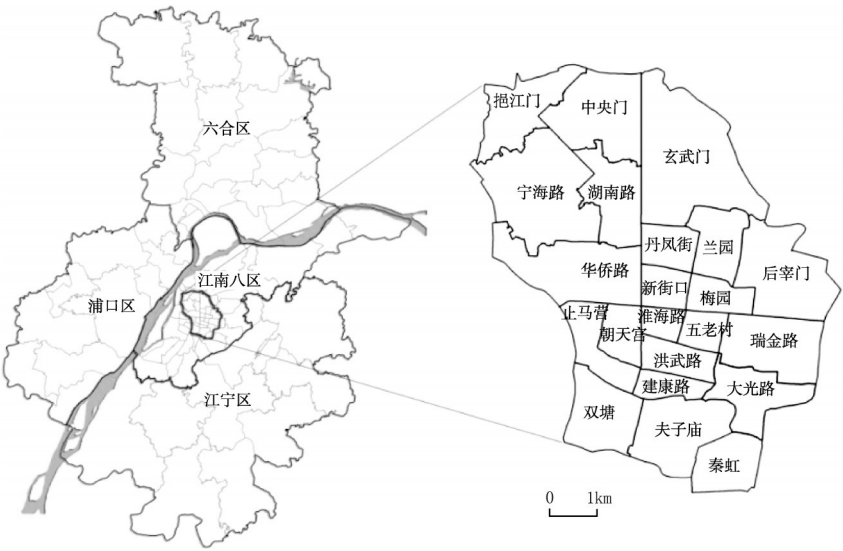 六合区
江南八区
浦口区
江宁区
挹江门
中央门
玄武门
宁海路
湖南路
丹凤街
兰园
后宰门
华侨路
新街口
梅园
止马营
淮海路
朝天宫
五老村
瑞金路
洪武路
建康路
大光路
双塘
夫子庙
秦虹
0 1km